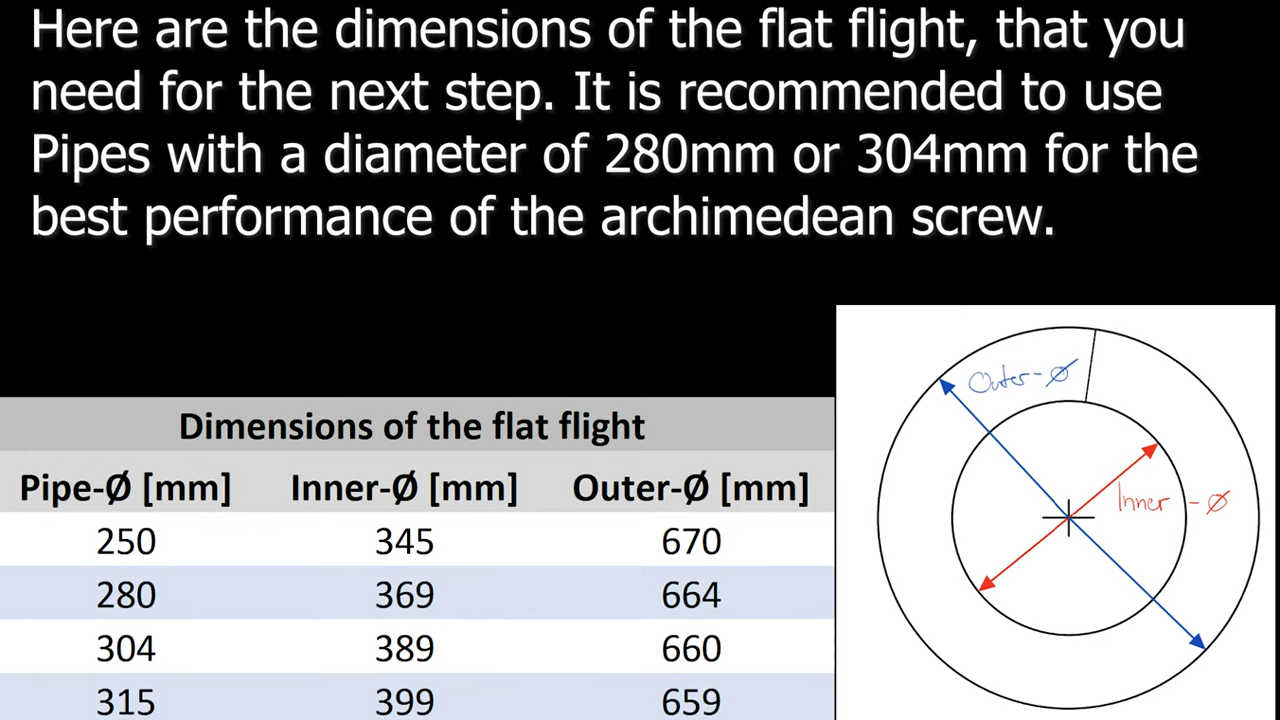 Here are the dimensions of the flat flight, that you
need for the next step. It is recommended to use
Pipes with a diameter of 280mm or 304mm for the
best performance of the archimedean screw.
Dimensions of the flat flight
Pipe-Ø [mm] Inner-Ø [mm] Outer-Ø [mm]
250 345 670
280 369 664
304 389 660
315 399 659
Outer-Ø
Inner-Ø